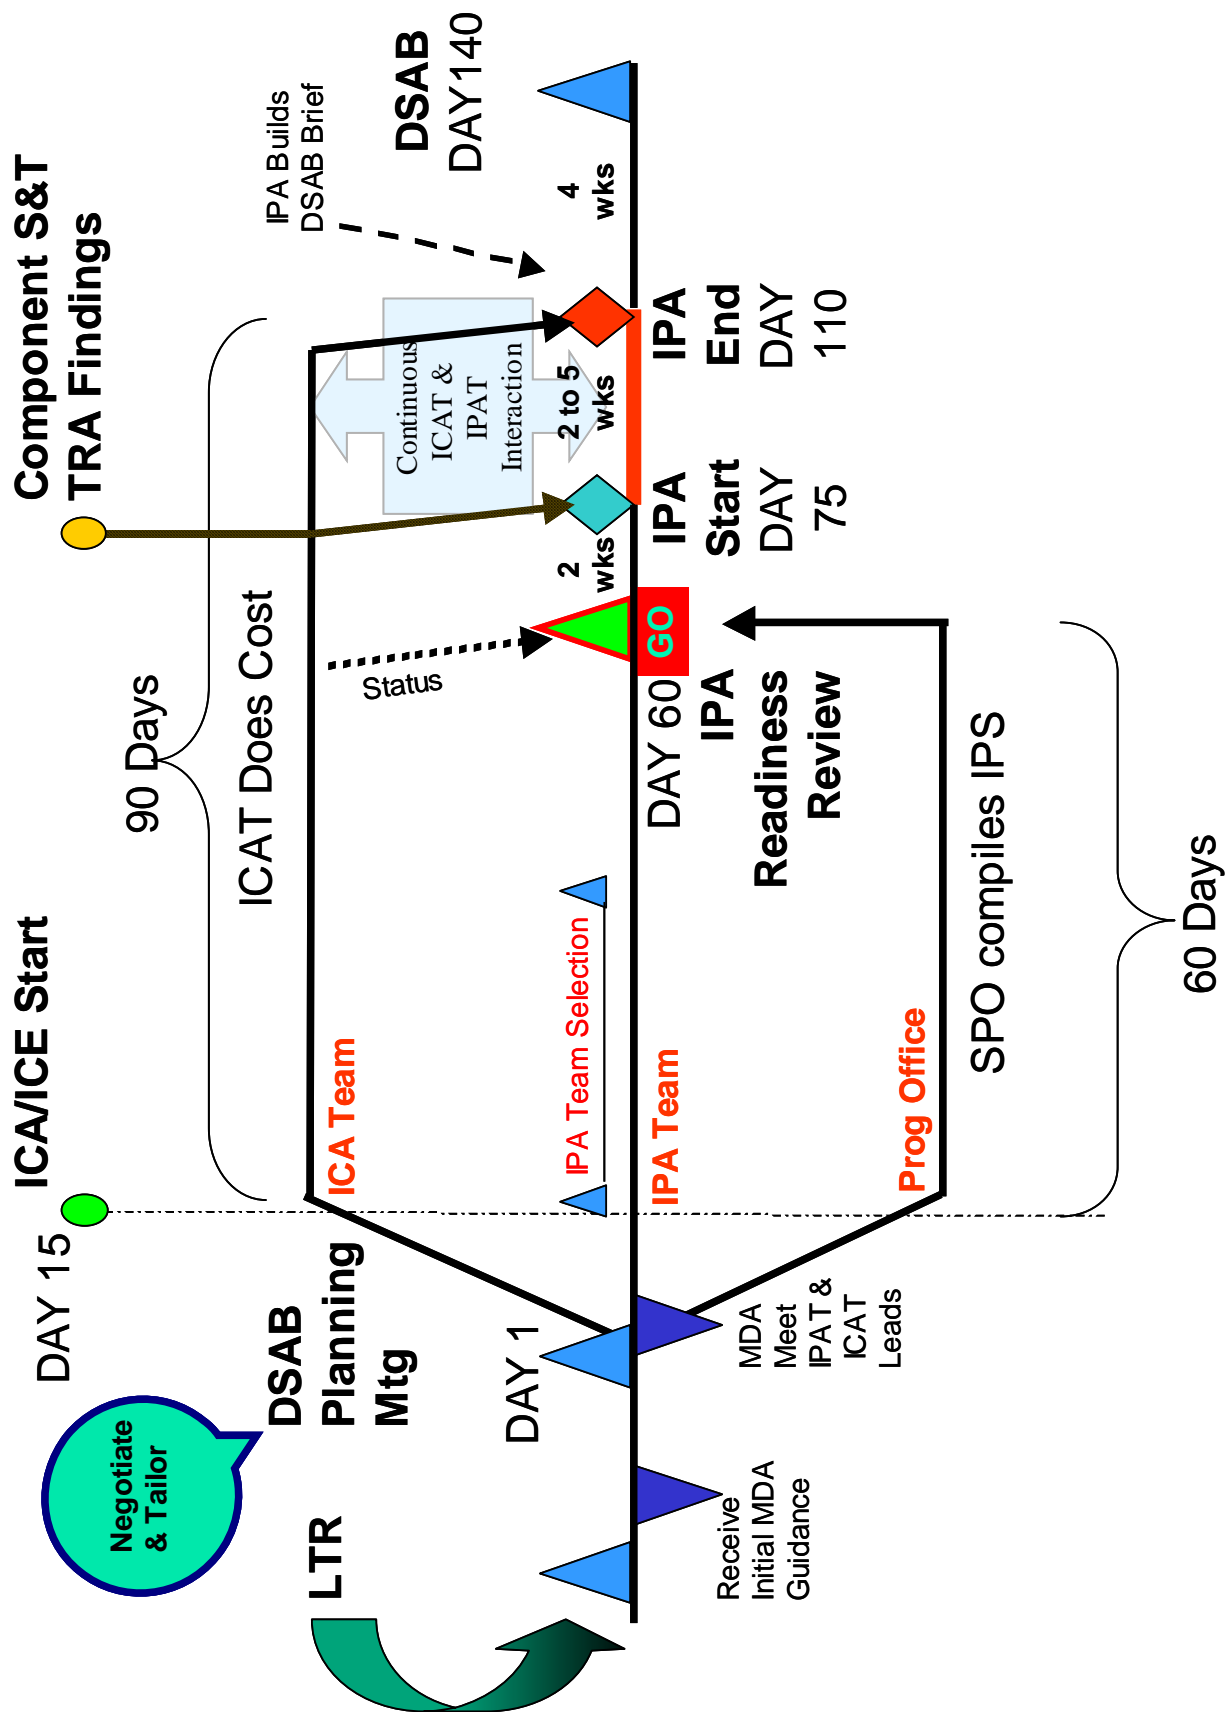 Negotiate
& Tailor
DAY 15
ICA/ICE Start
90 Days
Component S&T
TRA Findings
LTR
DSAB
Planning
Mtg
DAY 1
ICA Team
ICAT Does Cost
Status
Continuous
ICAT &
IPAT
Interaction
IPA Builds
DSAB Brief
DSAB
DAY140
IPA Team Selection
2
wks
2 to 5
wks
4
wks
Receive
Initial MDA
Guidance
MDA
Meet
IPAT &
ICAT
Leads
IPA Team
GO
DAY 60
IPA
Readiness
Review
IPA
Start
DAY
75
IPA
End
DAY
110
Prog Office
SPO compiles IPS
60 Days